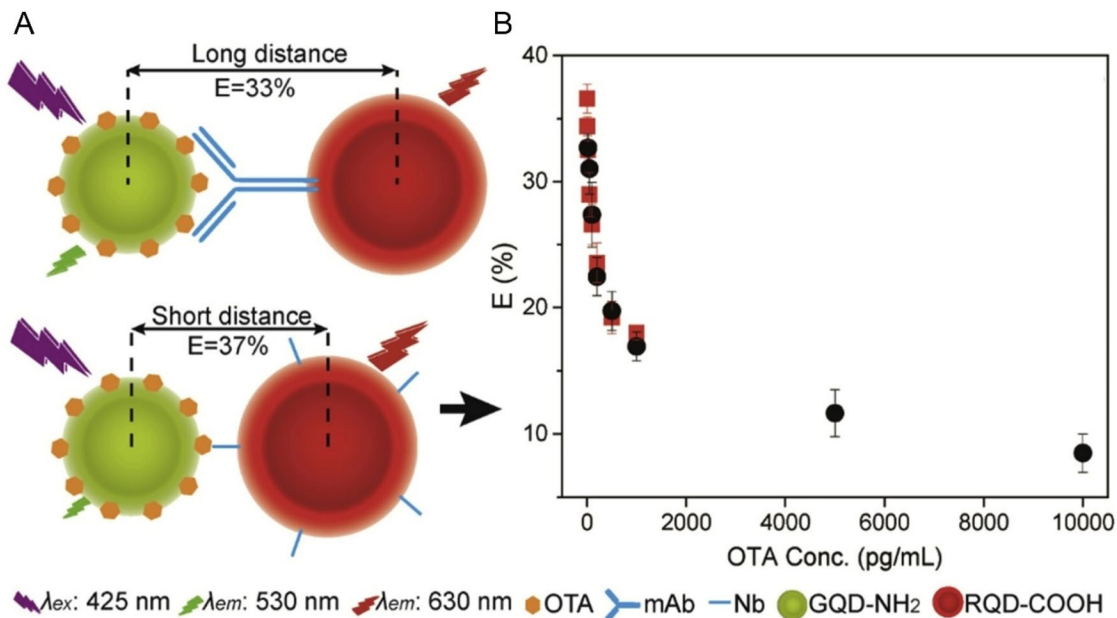 A
B
Long distance
E=33%
Short distance
E=37%
E (%)
40
30
20
10
0
2000
4000
6000
8000
10000
OTA Conc. (pg/mL)
λex: 425 nm
λem: 530 nm
λem: 630 nm
OTA
mAb
Nb
GQD-NH2
RQD-COOH